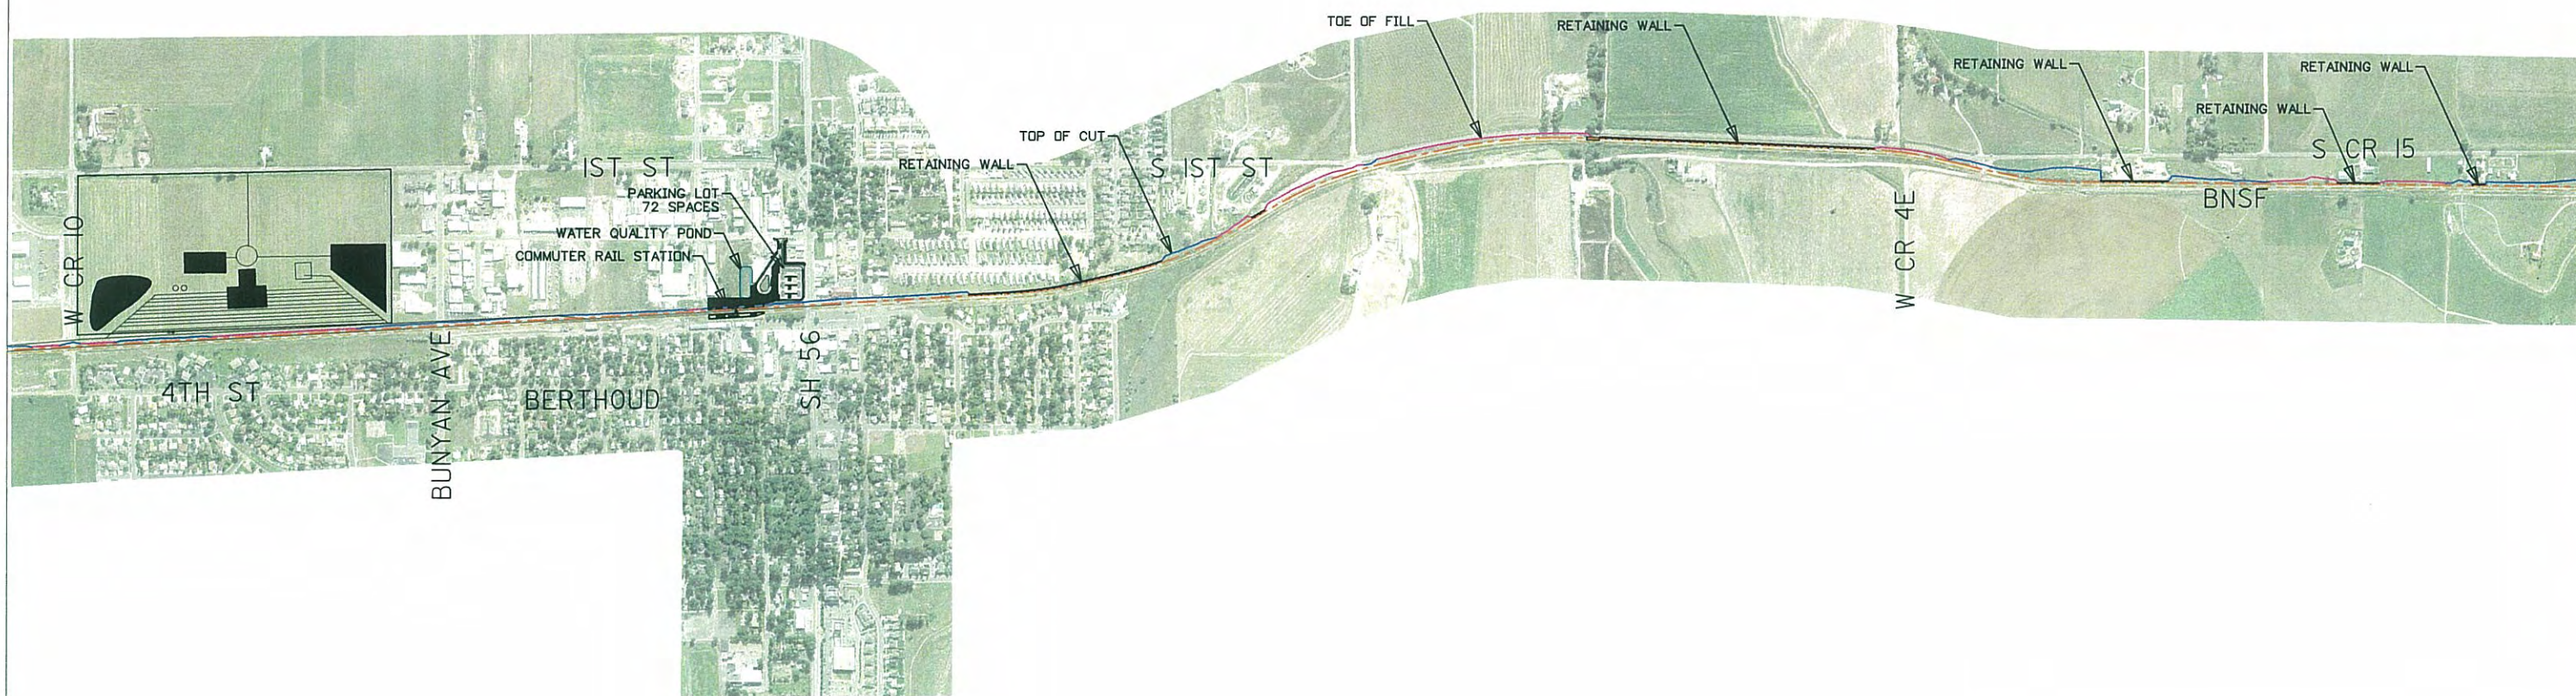 TOE OF FILL
RETAINING WALL
RETAINING WALL
RETAINING WALL
RETAINING WALL
TOP OF CUT
RETAINING WALL
1ST ST
S 1ST ST
S CR 15
PARKING LOT
72 SPACES
WATER QUALITY POND
COMMUTER RAIL STATION
W CR 10
W CR 4E
BNSF
4TH ST
BUNYAN AVE
BERTHOUD
SH 56